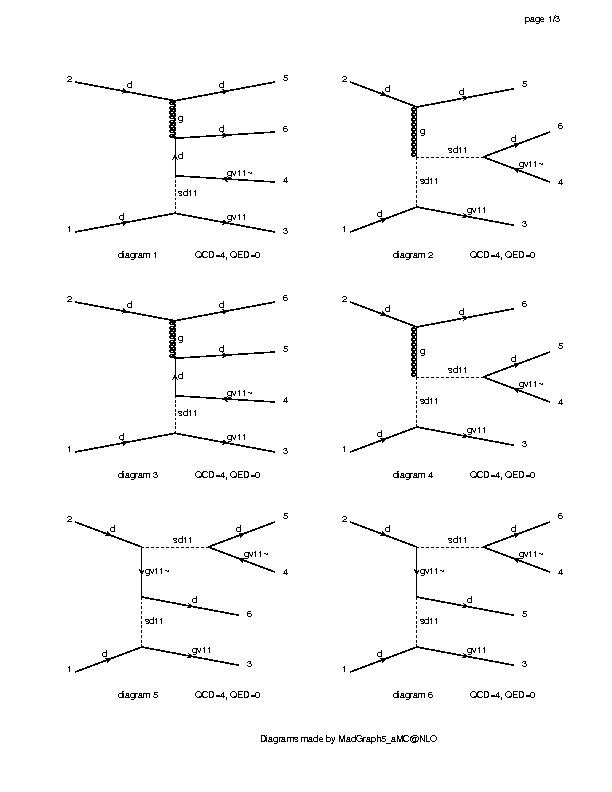 page 1/3
2 d d 5
g
d 6
d
gv11~ 4
sd11
1 d gv11 3
diagram 1 QCD=4, QED=0
2 d d 5
g
d 6
sd11
gv11~ 4
sd11
1 d gv11 3
diagram 2 QCD=4, QED=0
2 d d 6
g
d 5
d
gv11~ 4
sd11
1 d gv11 3
diagram 3 QCD=4, QED=0
2 d d 6
g
d 5
sd11
gv11~ 4
sd11
1 d gv11 3
diagram 4 QCD=4, QED=0
2 d sd11 d 5
gv11~ 4
gv11~
d 6
sd11
1 d gv11 3
diagram 5 QCD=4, QED=0
2 d sd11 d 6
gv11~ 4
gv11~
d 5
sd11
1 d gv11 3
diagram 6 QCD=4, QED=0
Diagrams made by MadGraph5_aMC@NLO